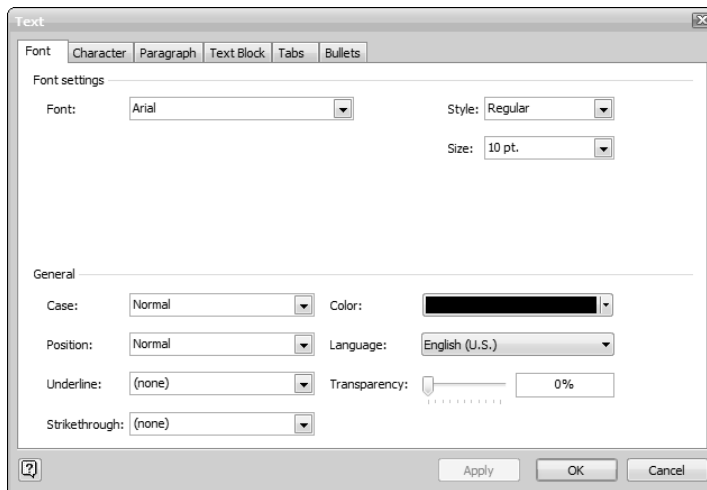 Text
Font Character Paragraph Text Block Tabs Bullets
Font settings
Font: Arial Style: Regular
Size: 10 pt.
General
Case: Normal Color:
Position: Normal Language: English (U.S.)
Underline: (none) Transparency: 0%
Strikethrough: (none)
? Apply OK Cancel